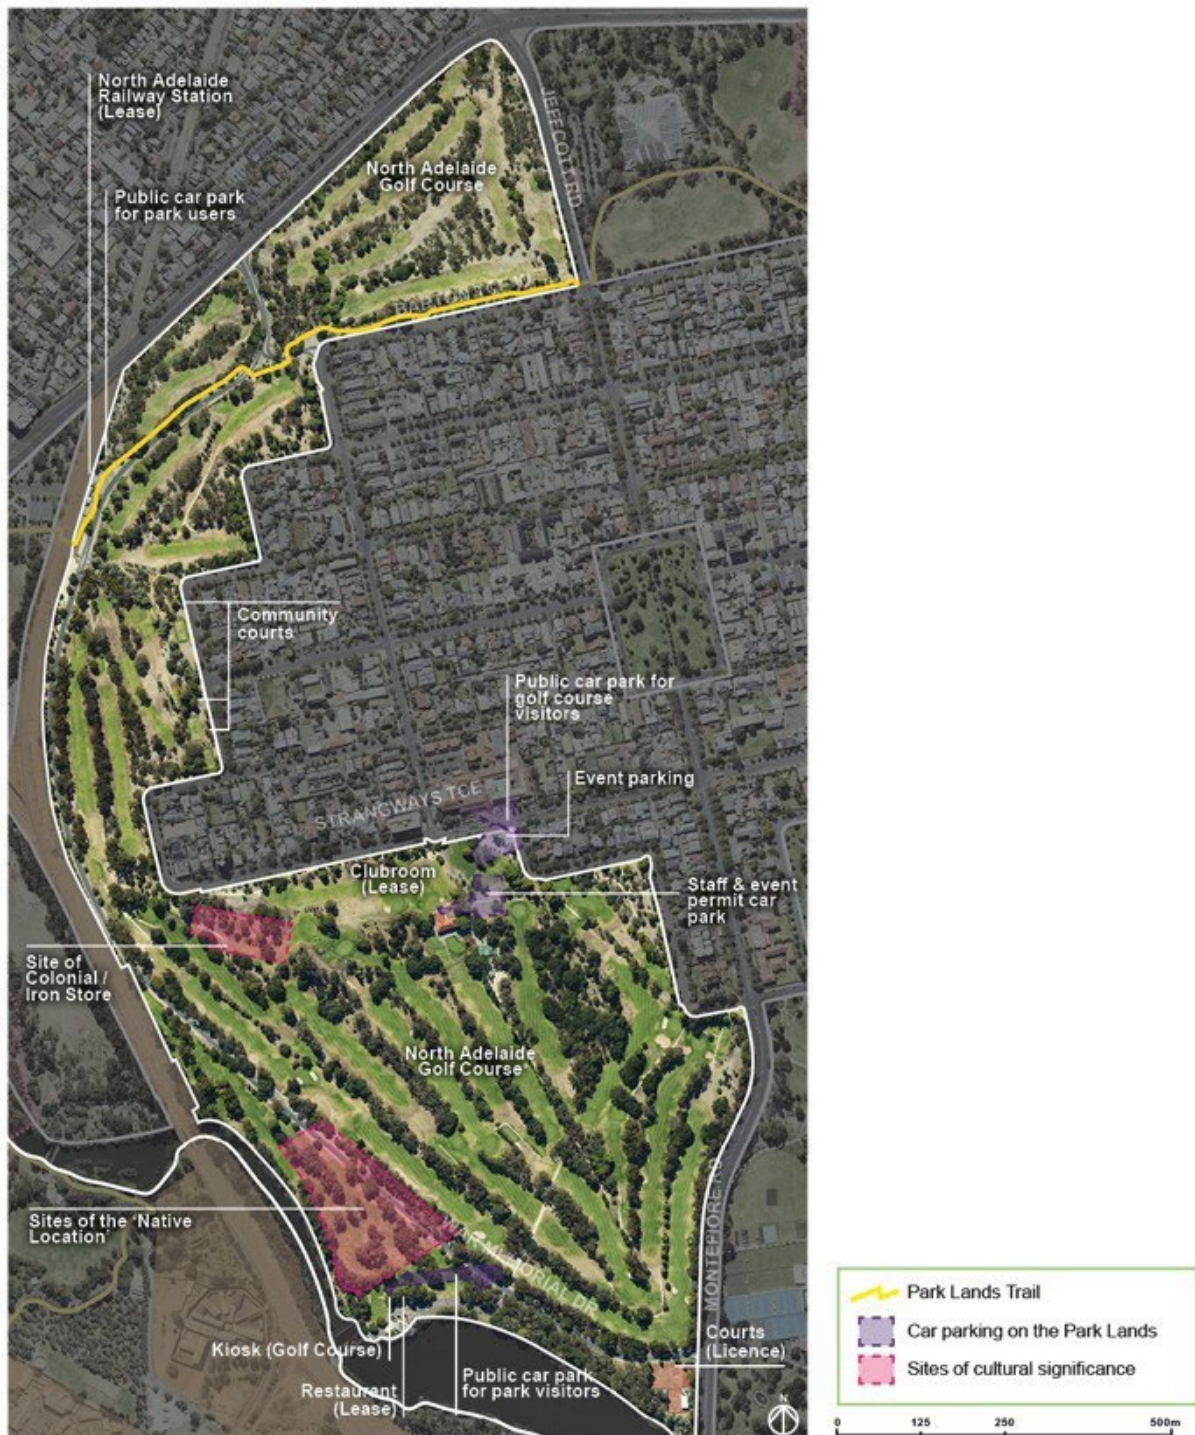 North Adelaide
Railway Station
(Lease)
Public car park
for park users
North Adelaide
Golf Course
JEFFCOTT RD
BARTON TCE
Community
courts
Public car park for
golf course
visitors
Event parking
STRANGWAYS TCE
Clubroom
(Lease)
Staff & event
permit car
park
Site of
Colonial /
Iron Store
North Adelaide
Golf Course
Sites of the 'Native
Location'
WAR MEMORIAL DR
MONTEFIORE RD
Kiosk (Golf Course)
Restaurant
(Lease)
Public car park
for park visitors
Courts
(Licence)
N
Park Lands Trail
Car parking on the Park Lands
Sites of cultural significance
0 125 250 500m